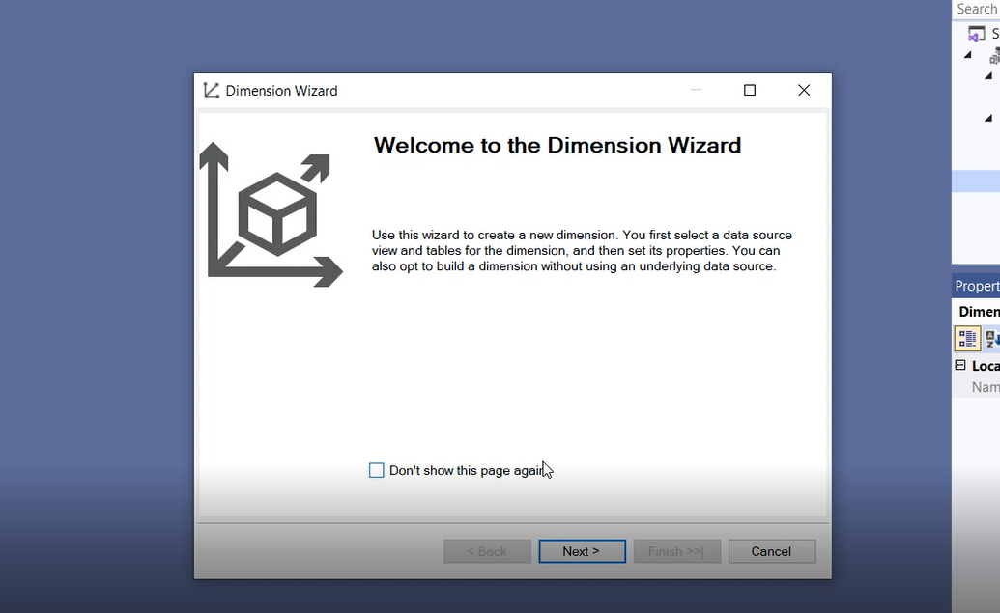 Search
Dimension Wizard
Welcome to the Dimension Wizard
Use this wizard to create a new dimension. You first select a data source
view and tables for the dimension, and then set its properties. You can
also opt to build a dimension without using an underlying data source.
Propert
Dimen
Loca
Nam
Don't show this page again
< Back
Next >
Finish >>|
Cancel